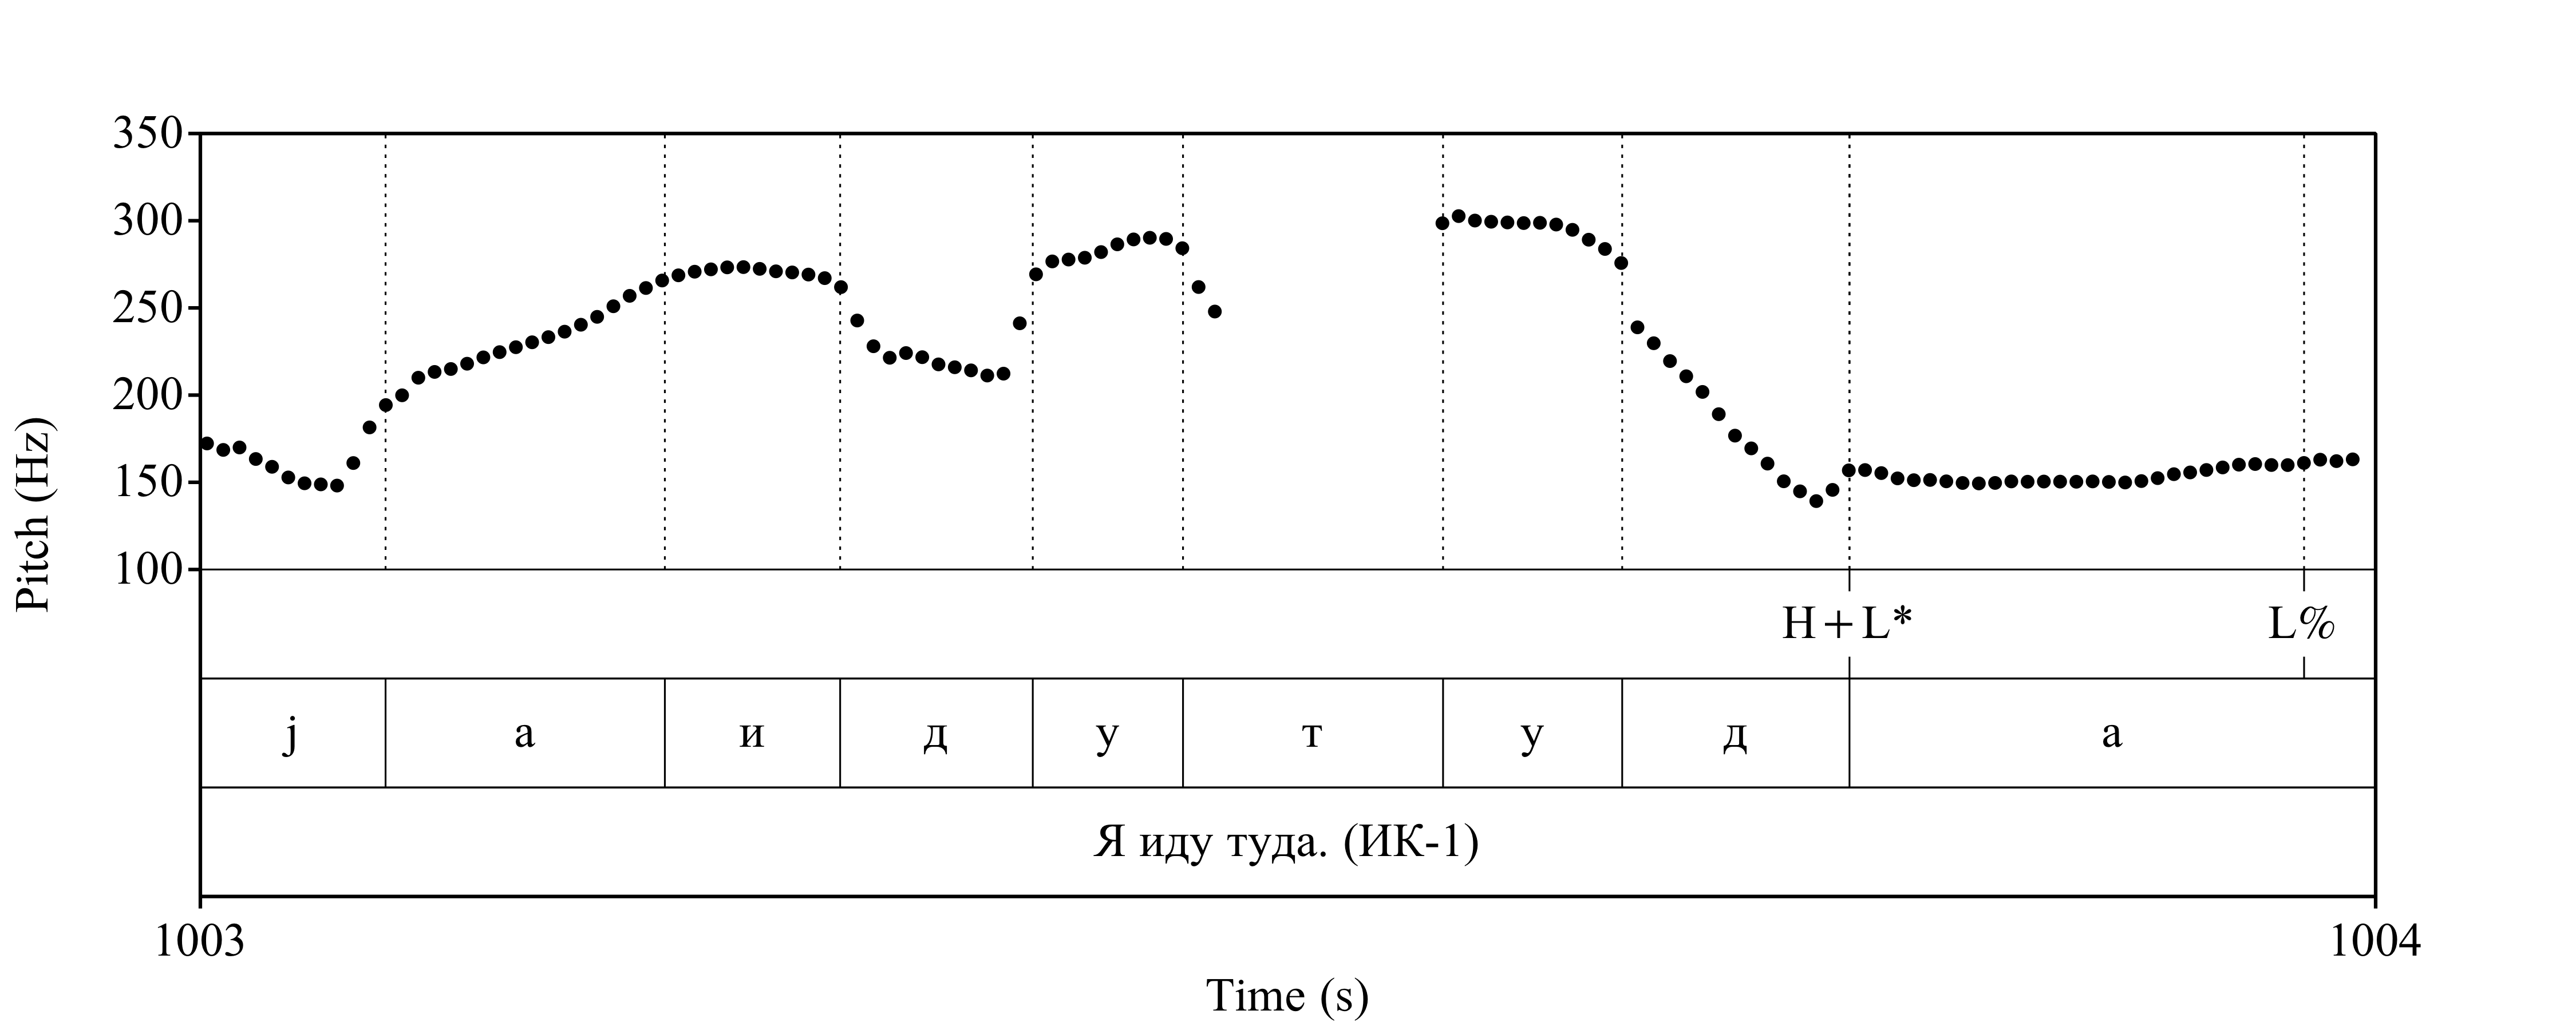 350
300
250
200
150
100
Pitch (Hz)
H+L* L%
j а и д у т у д а
Я иду туда. (ИК-1)
1003 1004
Time (s)